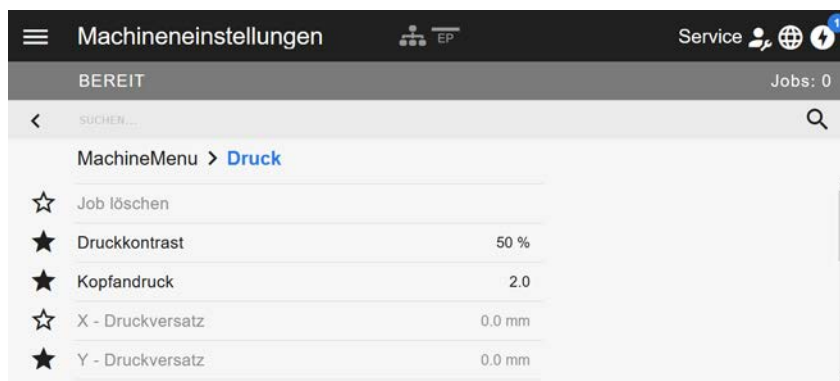 Machineneinstellungen EP Service 1
BEREIT Jobs: 0
SUCHEN...
MachineMenu > Druck
Job löschen
Druckkontrast 50 %
Kopfandruck 2.0
X - Druckversatz 0.0 mm
Y - Druckversatz 0.0 mm